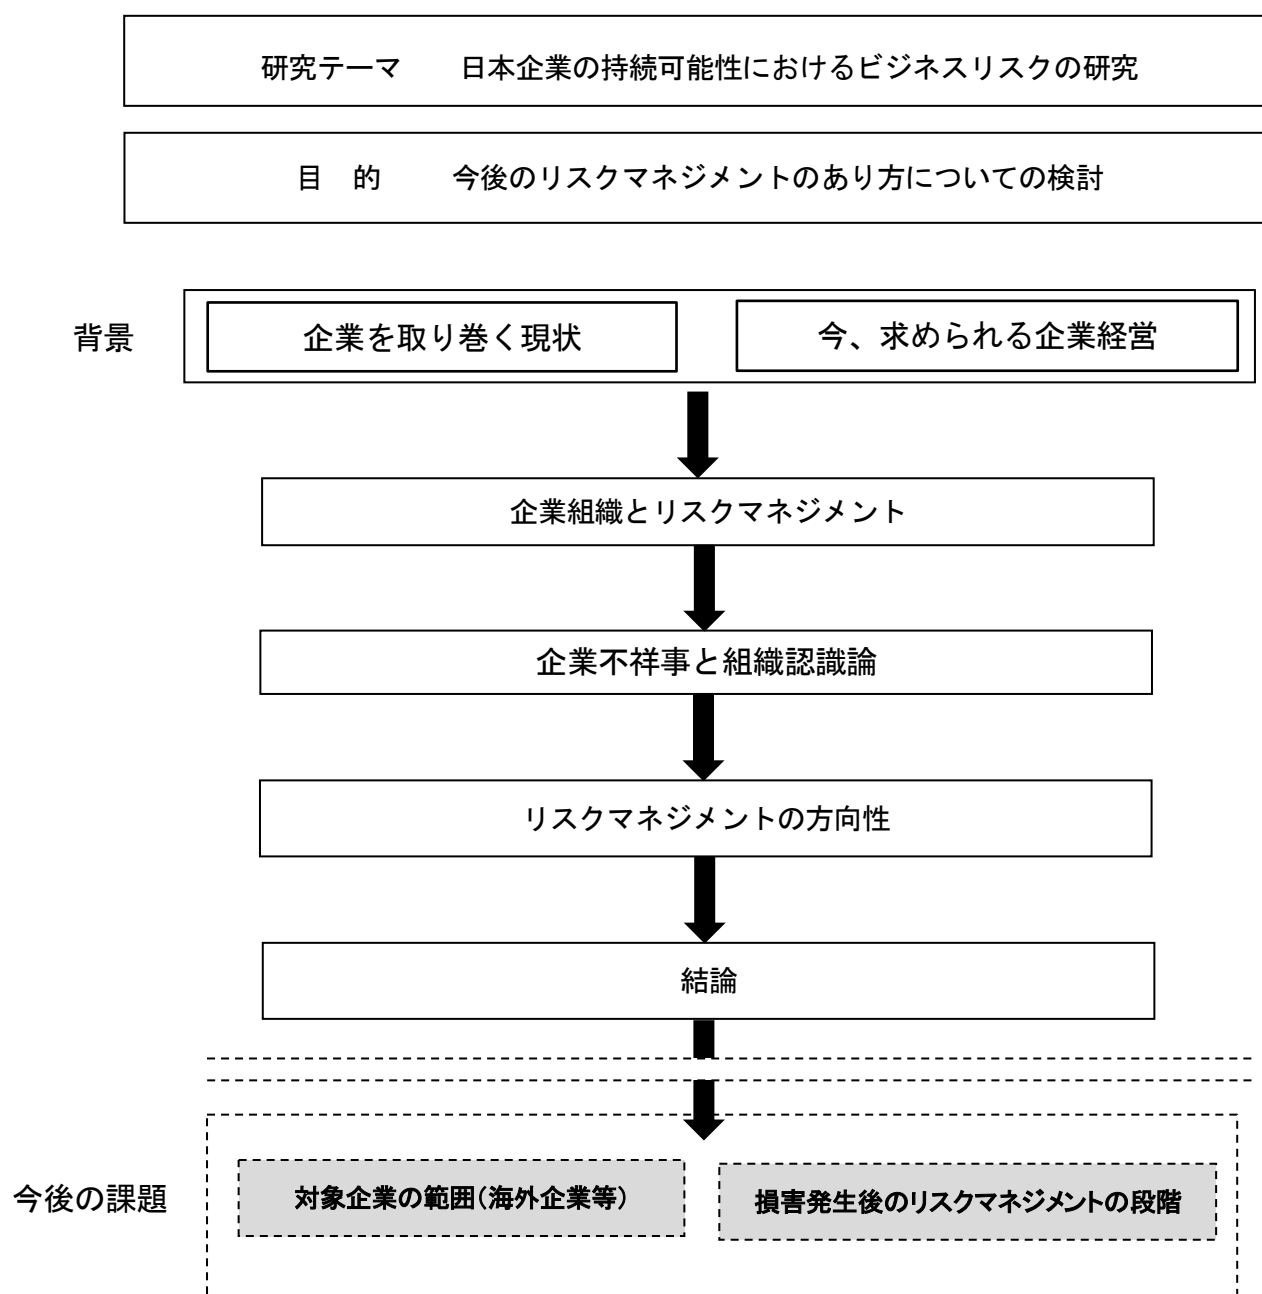 研究テーマ　　日本企業の持続可能性におけるビジネスリスクの研究
目　的　　今後のリスクマネジメントのあり方についての検討
背景
企業を取り巻く現状
今、求められる企業経営
企業組織とリスクマネジメント
企業不祥事と組織認識論
リスクマネジメントの方向性
結論
今後の課題
対象企業の範囲(海外企業等)
損害発生後のリスクマネジメントの段階